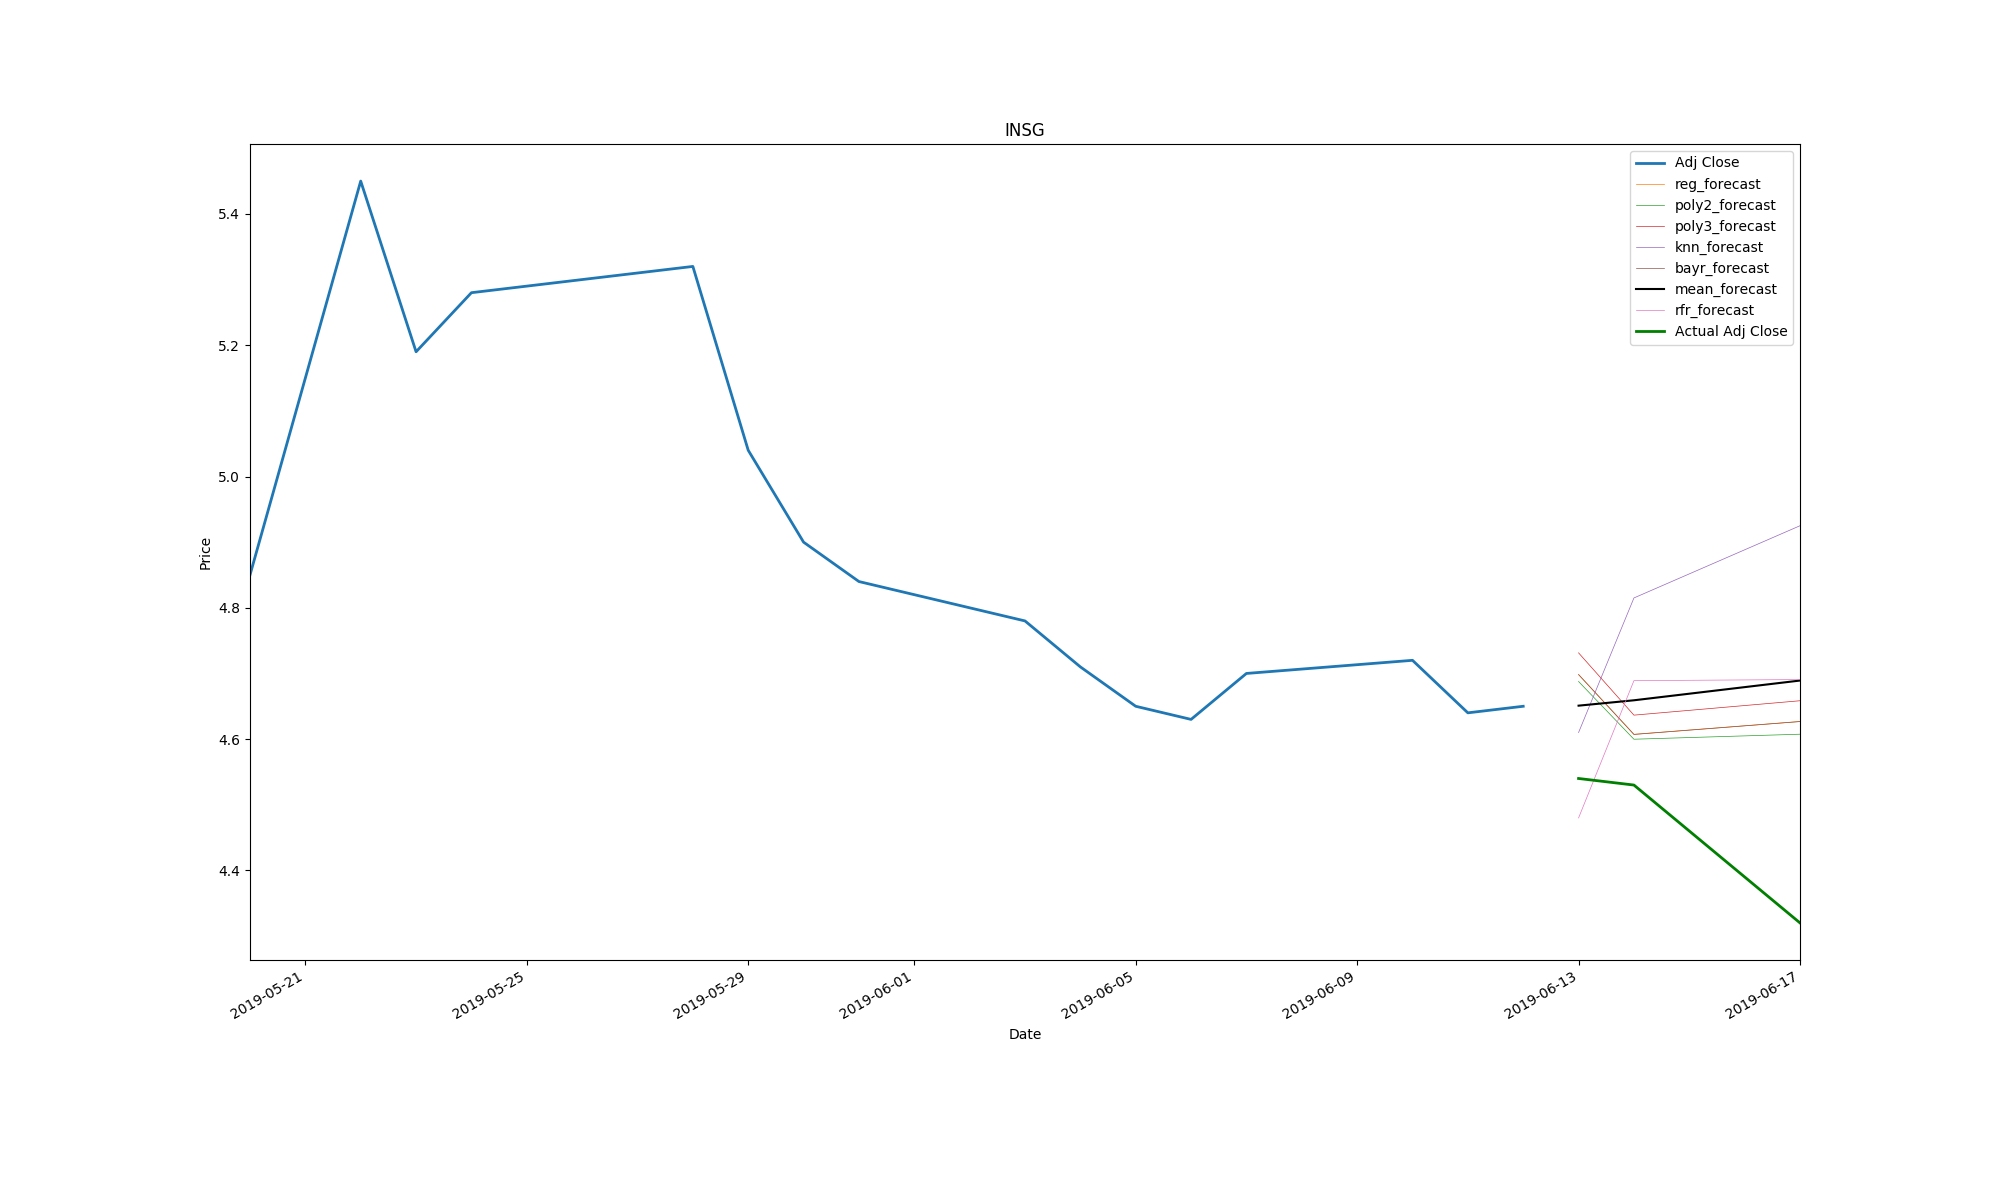 INSG
Adj Close
reg_forecast
poly2_forecast
poly3_forecast
knn_forecast
bayr_forecast
mean_forecast
rfr_forecast
Actual Adj Close
5.4
5.2
5.0
4.8
4.6
4.4
Price
2019-05-21
2019-05-25
2019-05-29
2019-06-01
2019-06-05
2019-06-09
2019-06-13
2019-06-17
Date